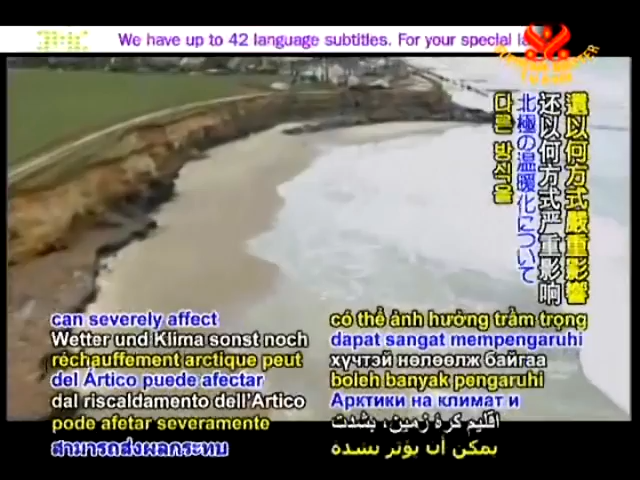 We have up to 42 language subtitles. For your special la
還以何方式嚴重影響
还以何方式严重影响
北極の温暖化について
다른 방식을
can severely affect
Wetter und Klima sonst noch
réchauffement arctique peut
del Ártico puede afectar
dal riscaldamento dell'Artico
pode afetar severamente
สามารถส่งผลกระทบ
có thể ảnh hưởng trầm trọng
dapat sangat mempengaruhi
хүчтэй нөлөөлж байгаа
boleh banyak pengaruhi
Арктики на климат и
اقلیم کرۀ زمین، بشدت
يمكن أن يؤثر بشدة